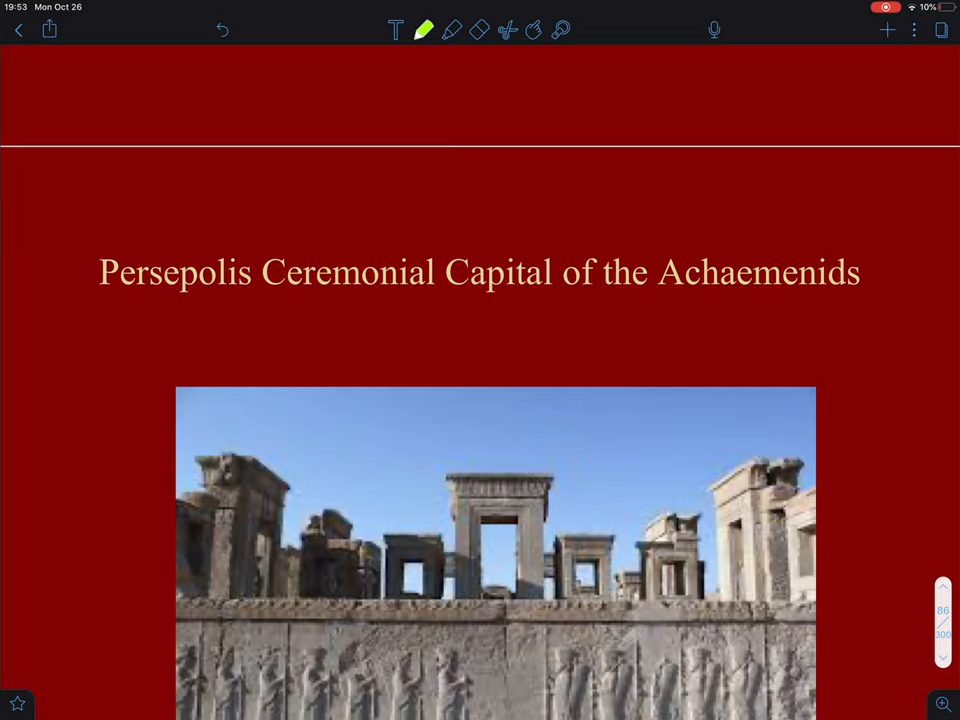 19:53 Mon Oct 26
10%
T
Persepolis Ceremonial Capital of the Achaemenids
86
300